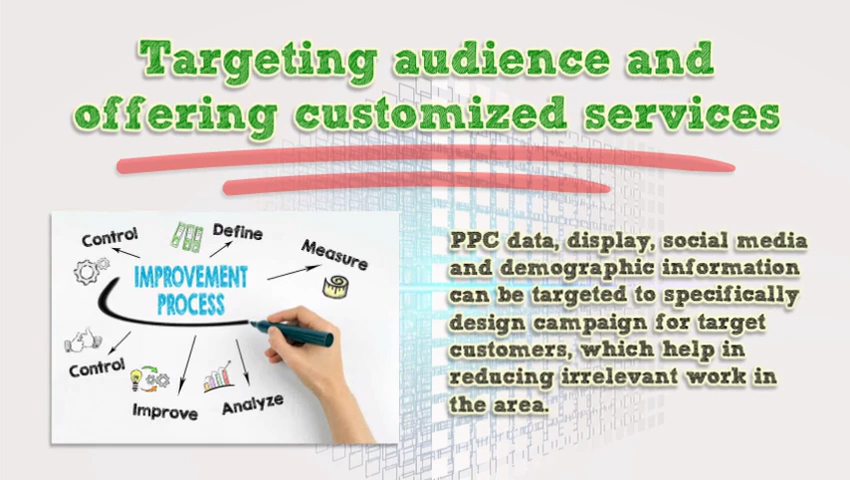 Targeting audience and
offering customized services
Control
Define
Measure
IMPROVEMENT
PROCESS
Control
Improve
Analyze
PPC data, display, social media
and demographic information
can be targeted to specifically
design campaign for target
customers, which help in
reducing irrelevant work in
the area.